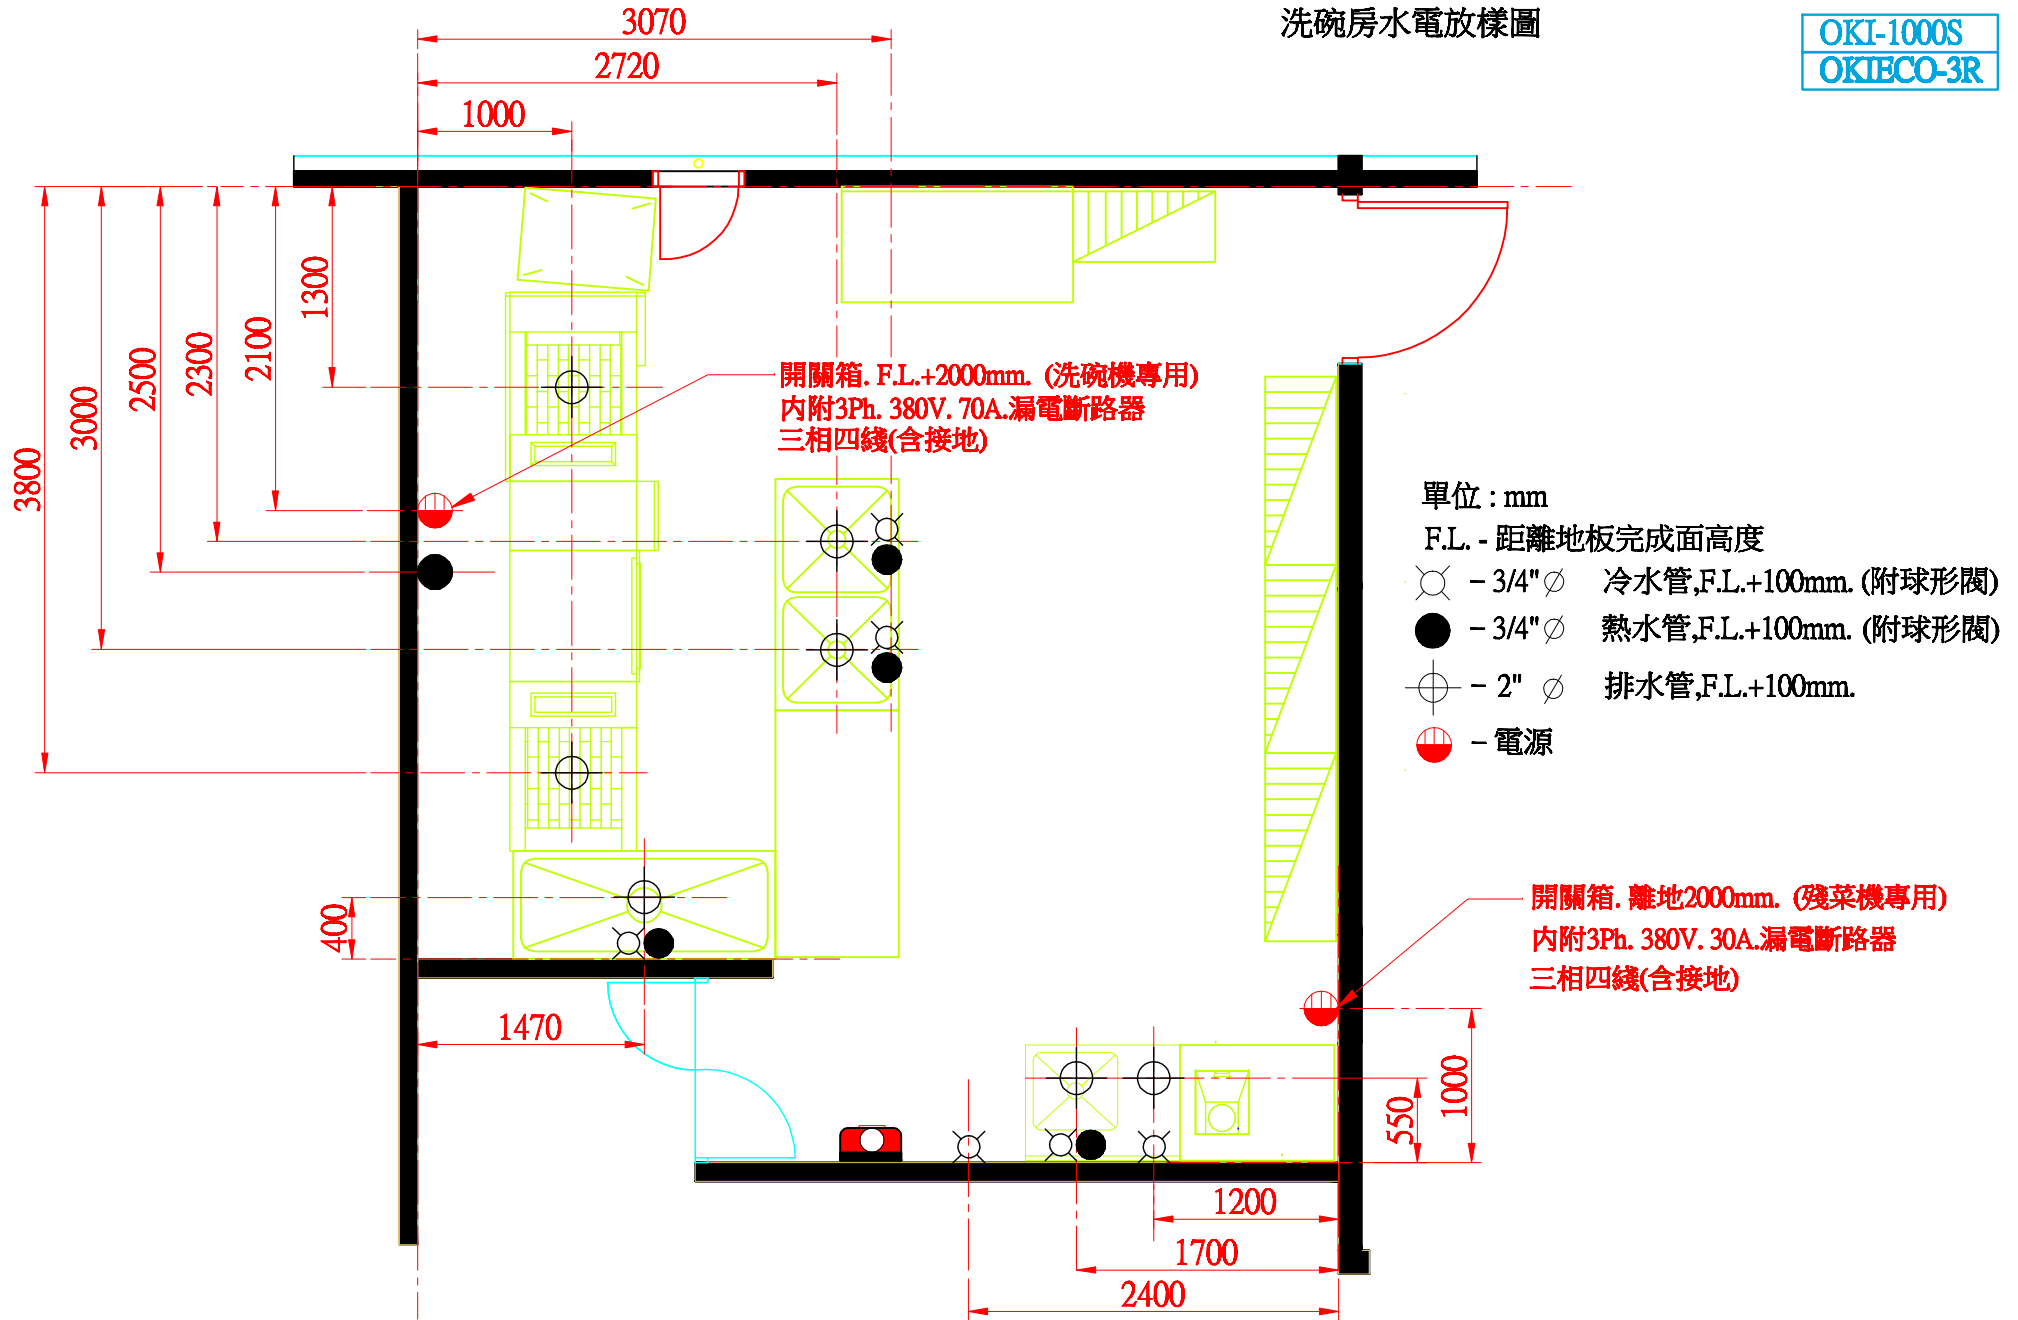 洗碗房水電放樣圖
OKI-1000S
OKIECO-3R
3070
2720
1000
1300
2100
2300
2500
3000
3800
開關箱. F.L.+2000mm. (洗碗機專用)
內附3Ph. 380V. 70A.漏電斷路器
三相四綫(含接地)
單位 : mm
F.L. - 距離地板完成面高度
- 3/4"∅ 冷水管,F.L.+100mm. (附球形閥)
- 3/4"∅ 熱水管,F.L.+100mm. (附球形閥)
- 2" ∅ 排水管,F.L.+100mm.
- 電源
開關箱. 離地2000mm. (殘菜機專用)
內附3Ph. 380V. 30A.漏電斷路器
三相四綫(含接地)
400
1470
1000
550
1200
1700
2400